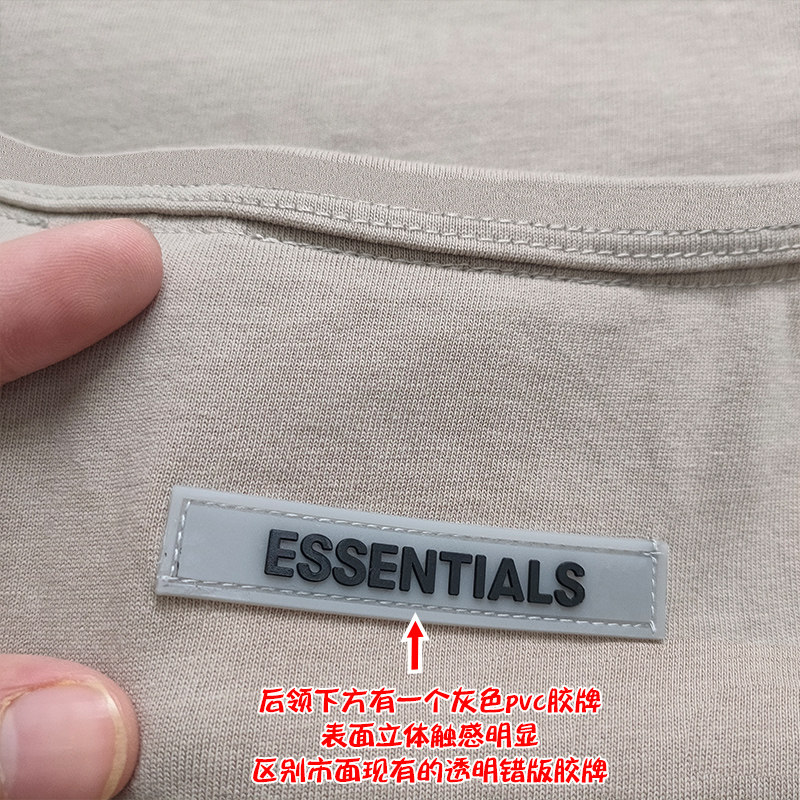 ESSENTIALS
后领下方有一个灰色pvc胶牌
表面立体触感明显
区别市面现有的透明错版胶牌